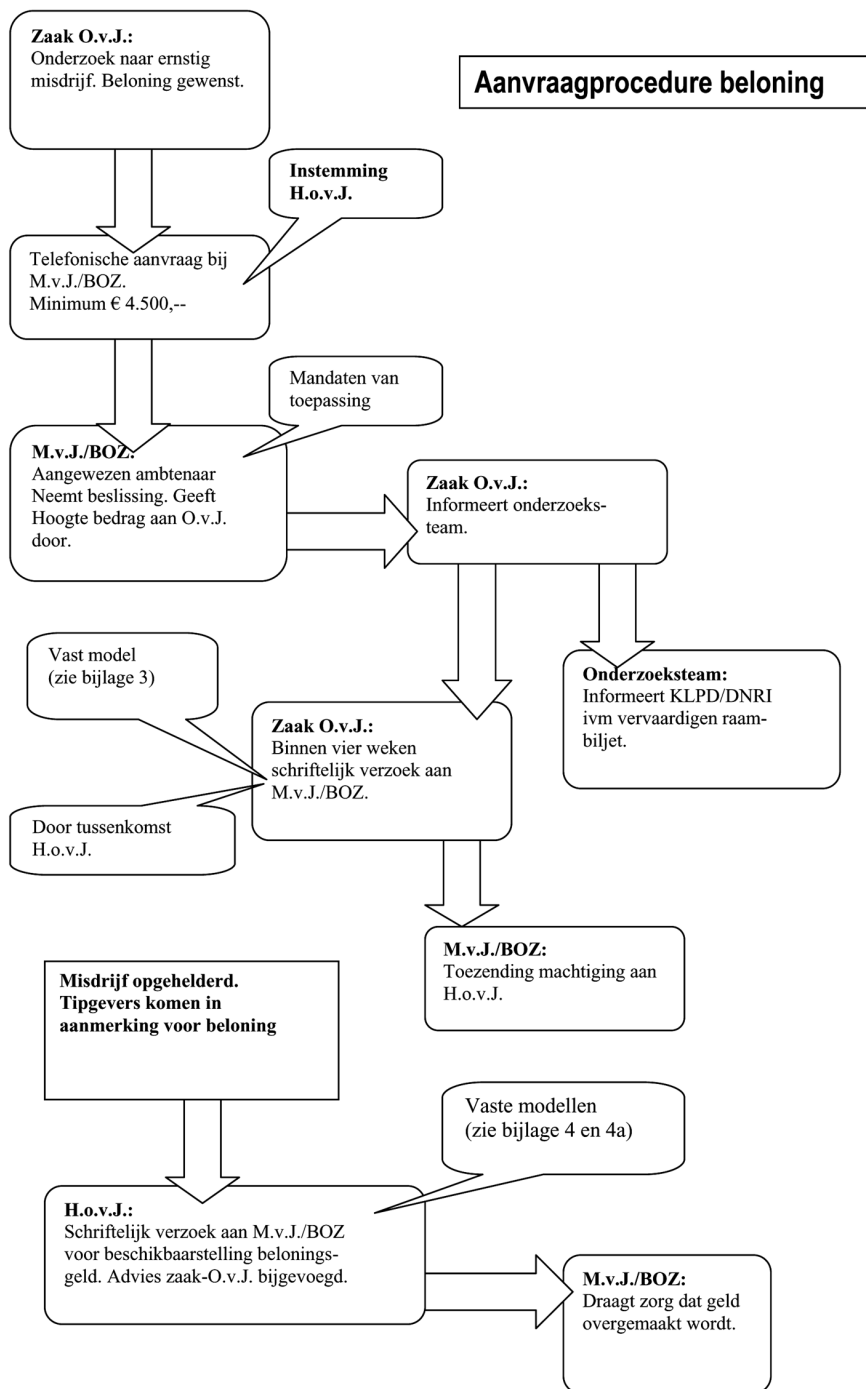 Zaak O.v.J.:
Onderzoek naar ernstig
misdrijf. Beloning gewenst.
Aanvraagprocedure beloning
Instemming
H.o.v.J.
Telefonische aanvraag bij
M.v.J./BOZ.
Minimum € 4.500,--
Mandaten van
toepassing
M.v.J./BOZ:
Aangewezen ambtenaar
Neemt beslissing. Geeft
Hoogte bedrag aan O.v.J.
door.
Zaak O.v.J.:
Informeert onderzoeks-
team.
Vast model
(zie bijlage 3)
Zaak O.v.J.:
Binnen vier weken
schriftelijk verzoek aan
M.v.J./BOZ.
Onderzoeksteam:
Informeert KLPD/DNRI
ivm vervaardigen raam-
biljet.
Door tussenkomst
H.o.v.J.
M.v.J./BOZ:
Toezending machtiging aan
H.o.v.J.
Misdrijf opgehelderd.
Tipgevers komen in
aanmerking voor beloning
Vaste modellen
(zie bijlage 4 en 4a)
H.o.v.J.:
Schriftelijk verzoek aan M.v.J./BOZ
voor beschikbaarstelling belonings-
geld. Advies zaak-O.v.J. bijgevoegd.
M.v.J./BOZ:
Draagt zorg dat geld
overgemaakt wordt.